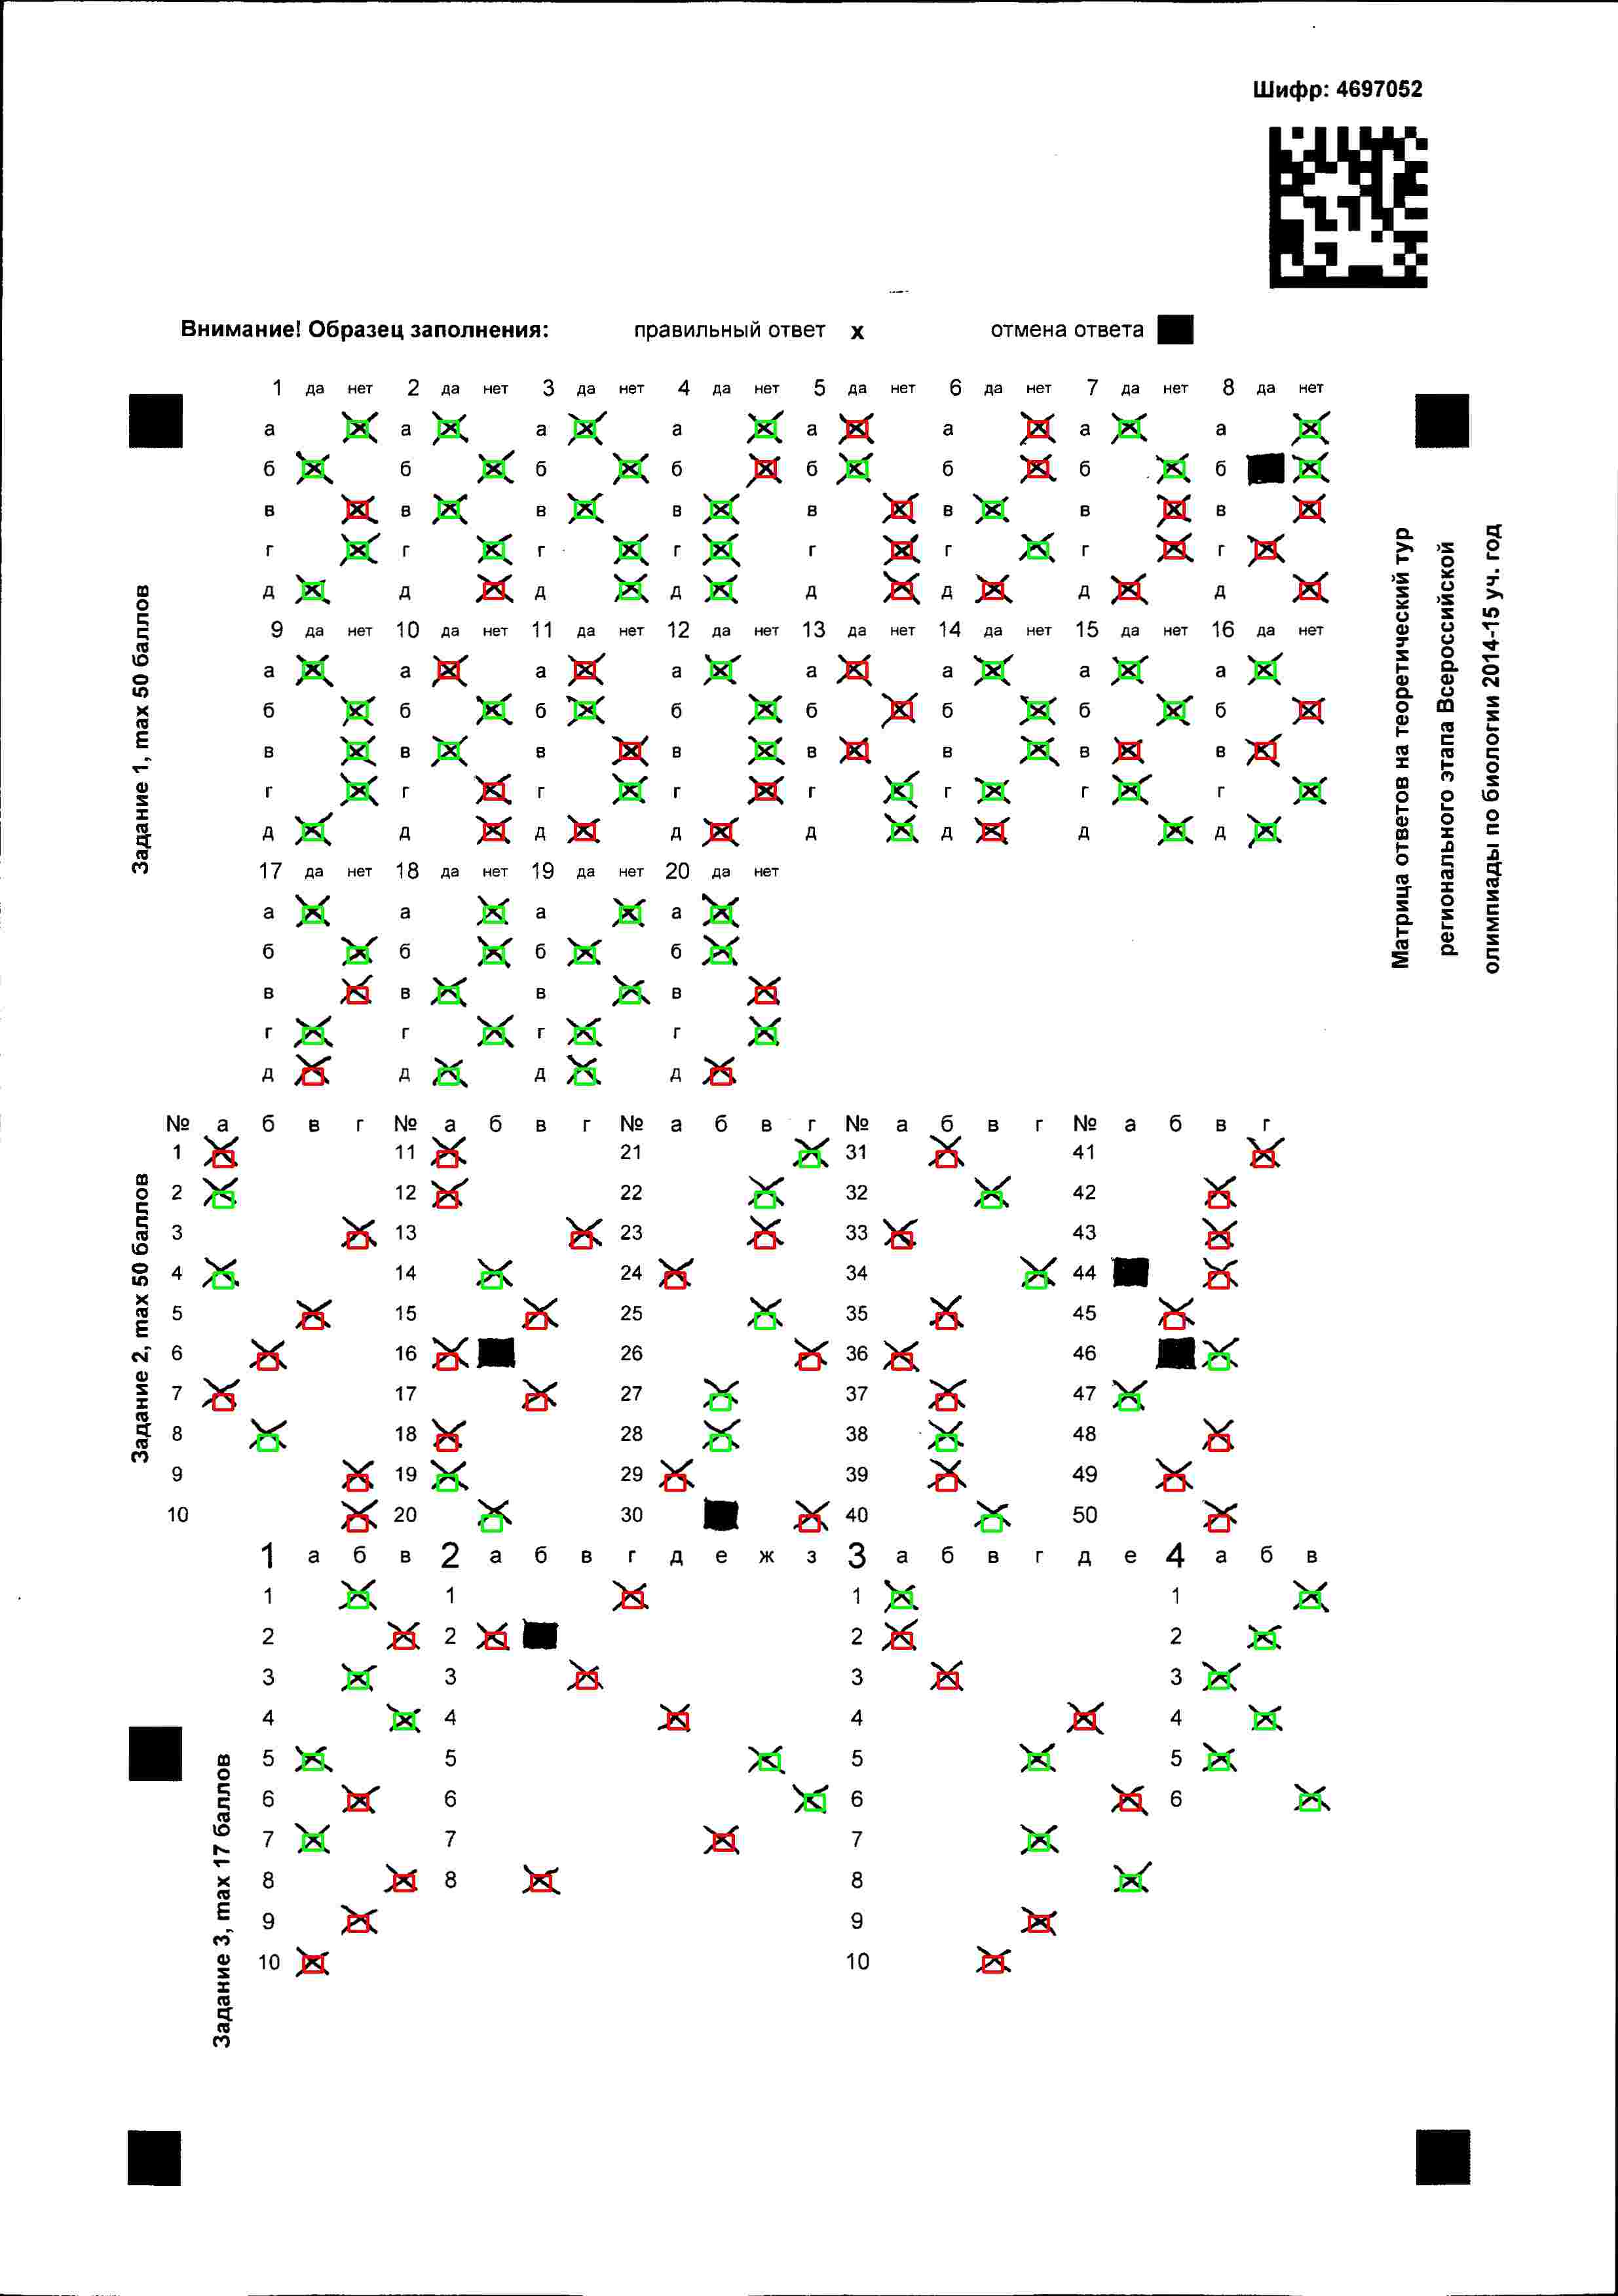 Шифр: 4697052
Внимание! Образец заполнения: правильный ответ х отмена ответа
Матрица ответов на теоретический тур
регионального этапа Всероссийской
олимпиады по биологии 2014-15 уч. год
Задание 1, max 50 баллов
1 да нет 2 да нет 3 да нет 4 да нет 5 да нет 6 да нет 7 да нет 8 да нет
а а а а а а а а
б б б б б б б б
в в в в в в в в
г г г г г г г г
д д д д д д д д
9 да нет 10 да нет 11 да нет 12 да нет 13 да нет 14 да нет 15 да нет 16 да нет
а а а а а а а а
б б б б б б б б
в в в в в в в в
г г г г г г г г
д д д д д д д д
17 да нет 18 да нет 19 да нет 20 да нет
а а а а
б б б б
в в в в
г г г г
д д д д
Задание 2, max 50 баллов
№ а б в г № а б в г № а б в г № а б в г № а б в г
1 11 21 31 41
2 12 22 32 42
3 13 23 33 43
4 14 24 34 44
5 15 25 35 45
6 16 26 36 46
7 17 27 37 47
8 18 28 38 48
9 19 29 39 49
10 20 30 40 50
Задание 3, max 17 баллов
1 а б в 2 а б в г д е ж з 3 а б в г д е 4 а б в
1 1 1 1
2 2 2 2
3 3 3 3
4 4 4 4
5 5 5 5
6 6 6 6
7 7 7
8 8 8
9 9
10 10